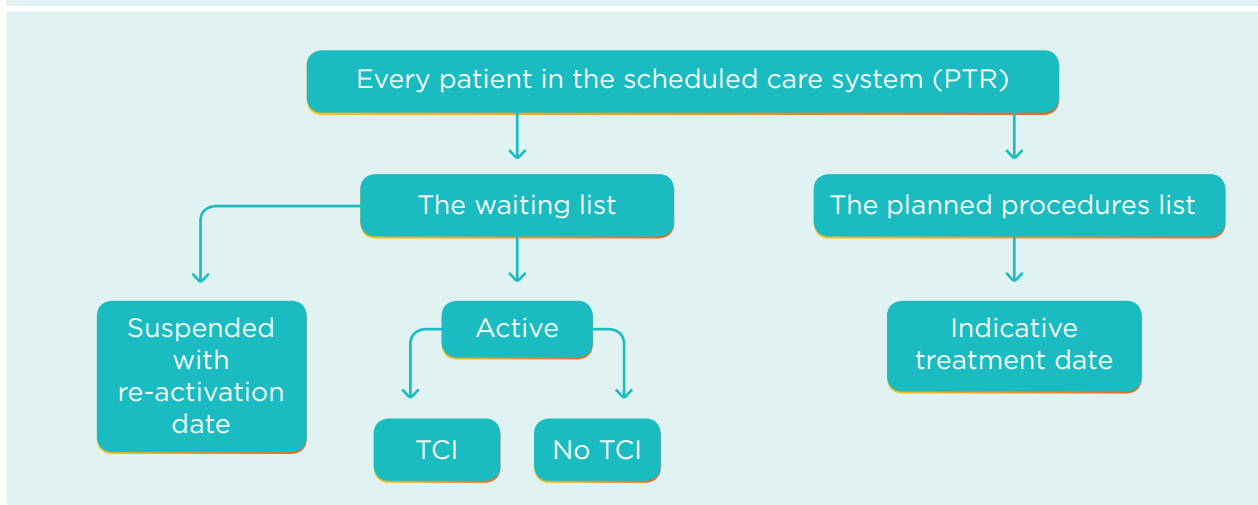 Every patient in the scheduled care system (PTR)
The waiting list
The planned procedures list
Suspended
with
re-activation
date
Active
Indicative
treatment date
TCI
No TCI